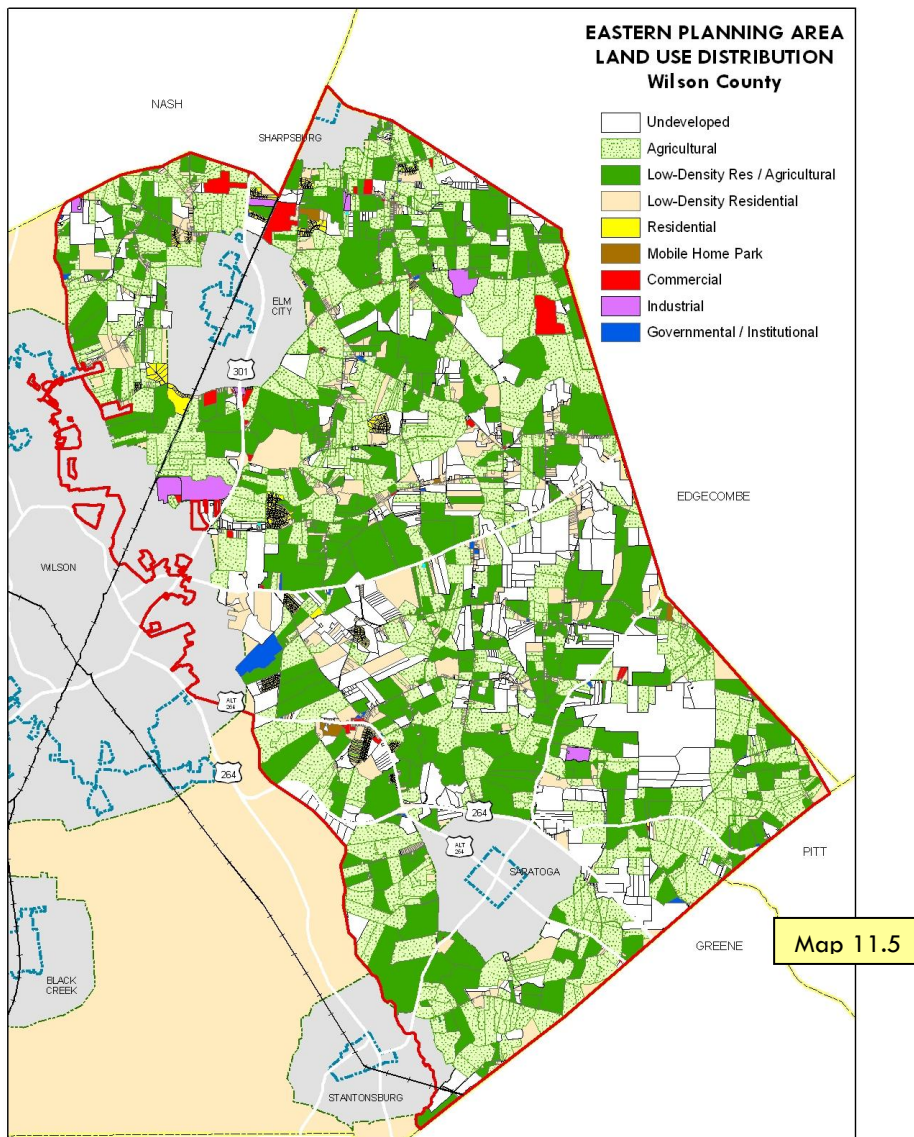 EASTERN PLANNING AREA
LAND USE DISTRIBUTION
Wilson County
Undeveloped
Agricultural
Low-Density Res / Agricultural
Low-Density Residential
Residential
Mobile Home Park
Commercial
Industrial
Governmental / Institutional
NASH
SHARPSBURG
ELM
CITY
301
EDGECOMBE
WILSON
ALT
264
264
264
ALT
264
SARATOGA
PITT
GREENE
Map 11.5
BLACK
CREEK
STANTONSBURG